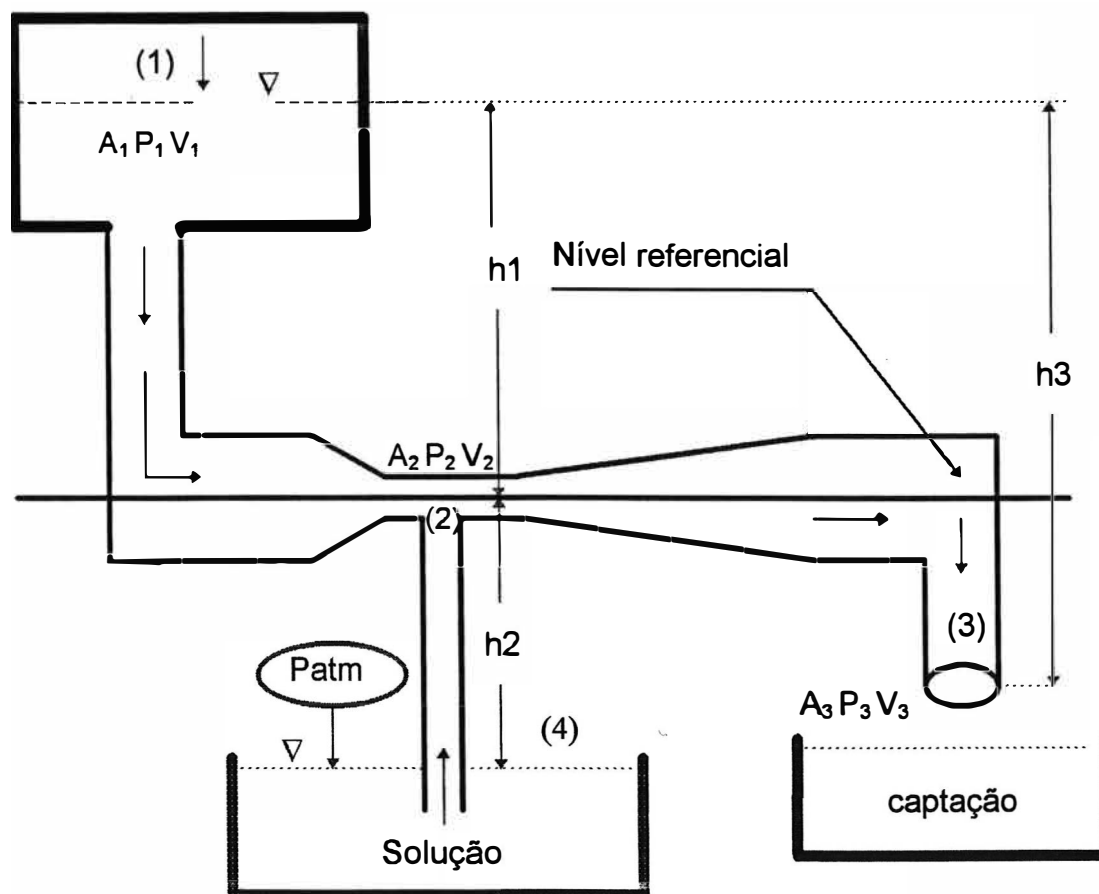 (1)
∇
A₁ P₁ V₁
h1
Nível referencial
h3
A₂ P₂ V₂
(2)
h2
(3)
Patm
A₃ P₃ V₃
∇
(4)
captação
Solução